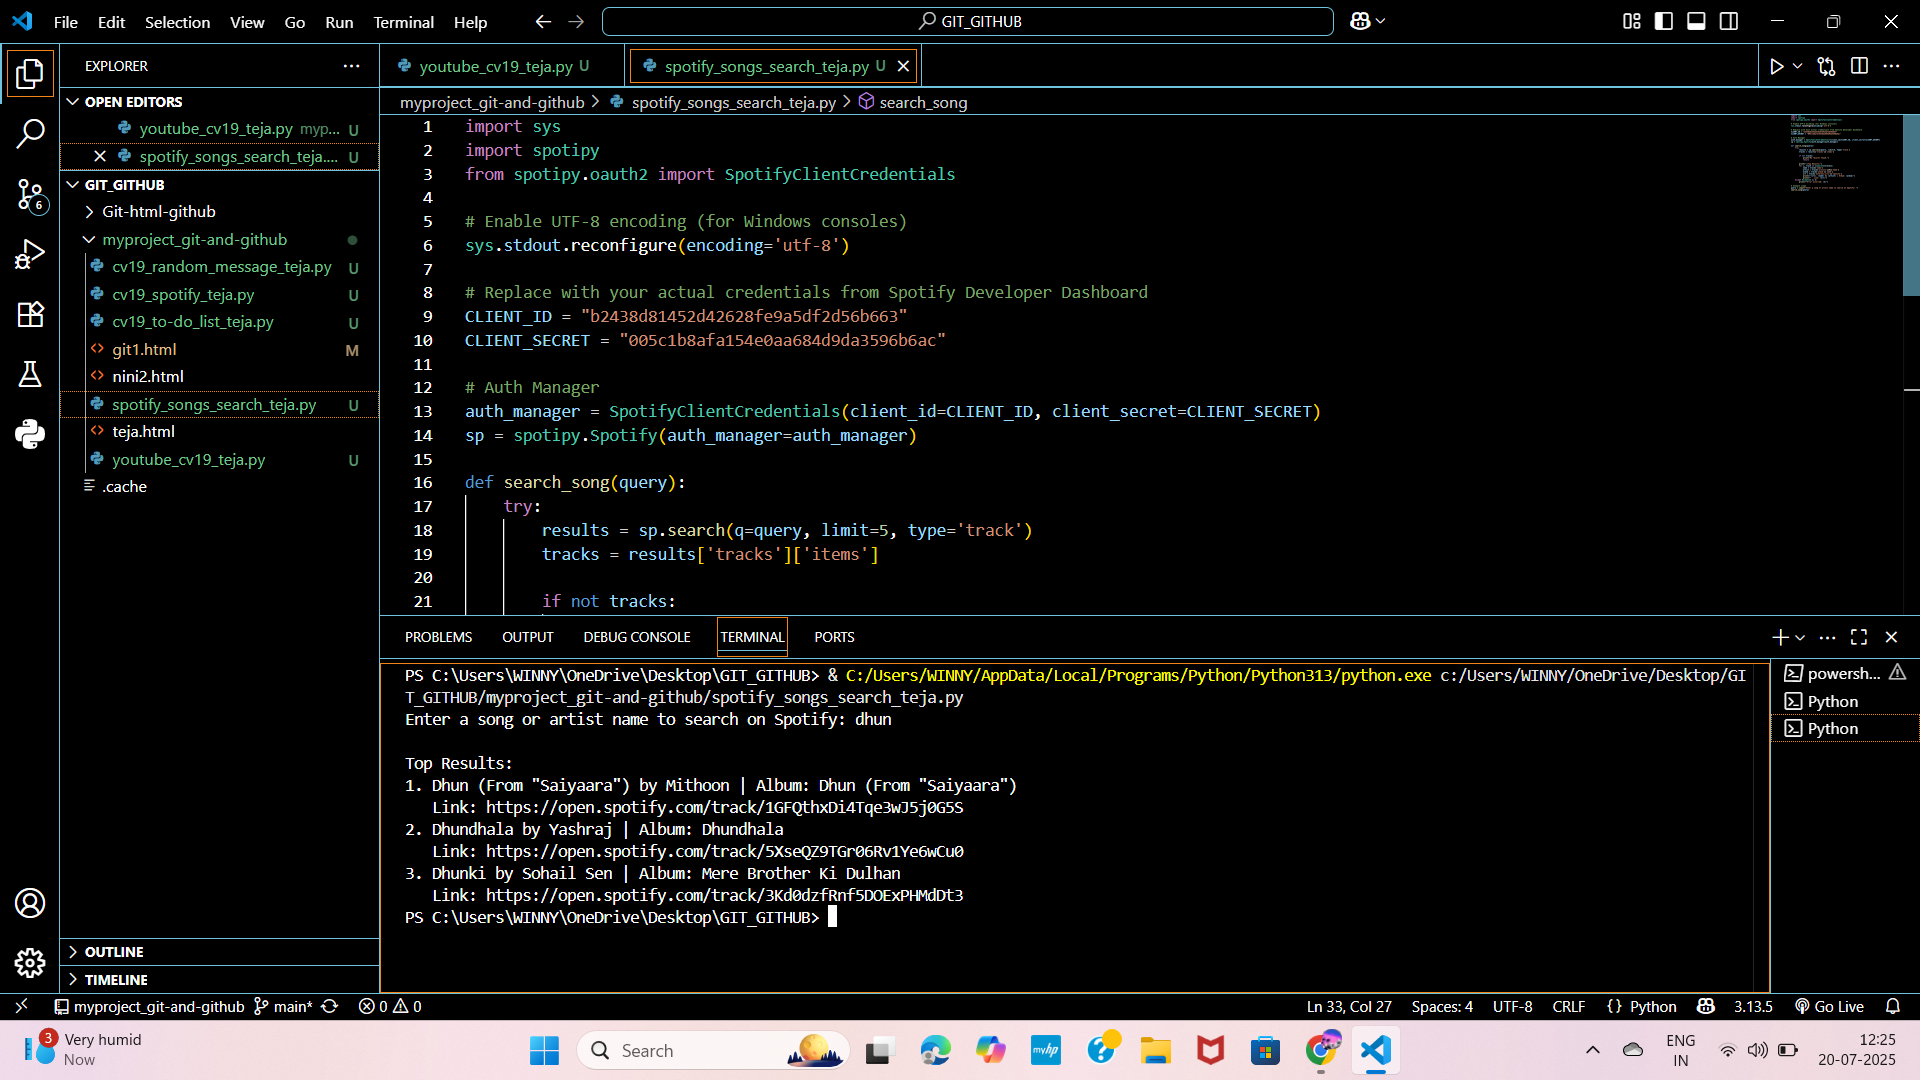 File Edit Selection View Go Run Terminal Help
GIT_GITHUB
EXPLORER
OPEN EDITORS
youtube_cv19_teja.py myp... U
spotify_songs_search_teja.... U
GIT_GITHUB
Git-html-github
myproject_git-and-github
cv19_random_message_teja.py U
cv19_spotify_teja.py U
cv19_to-do_list_teja.py U
git1.html M
nini2.html
spotify_songs_search_teja.py U
teja.html
youtube_cv19_teja.py U
.cache
OUTLINE
TIMELINE
6
youtube_cv19_teja.py U
spotify_songs_search_teja.py U
myproject_git-and-github > spotify_songs_search_teja.py > search_song
1 import sys
2 import spotipy
3 from spotipy.oauth2 import SpotifyClientCredentials
4
5 # Enable UTF-8 encoding (for Windows consoles)
6 sys.stdout.reconfigure(encoding='utf-8')
7
8 # Replace with your actual credentials from Spotify Developer Dashboard
9 CLIENT_ID = "b2438d81452d42628fe9a5df2d56b663"
10 CLIENT_SECRET = "005c1b8afa154e0aa684d9da3596b6ac"
11
12 # Auth Manager
13 auth_manager = SpotifyClientCredentials(client_id=CLIENT_ID, client_secret=CLIENT_SECRET)
14 sp = spotipy.Spotify(auth_manager=auth_manager)
15
16 def search_song(query):
17 try:
18 results = sp.search(q=query, limit=5, type='track')
19 tracks = results['tracks']['items']
20
21 if not tracks:
PROBLEMS OUTPUT DEBUG CONSOLE TERMINAL PORTS
PS C:\Users\WINNY\OneDrive\Desktop\GIT_GITHUB> & C:/Users/WINNY/AppData/Local/Programs/Python/Python313/python.exe c:/Users/WINNY/OneDrive/Desktop/GI
T_GITHUB/myproject_git-and-github/spotify_songs_search_teja.py
Enter a song or artist name to search on Spotify: dhun
Top Results:
1. Dhun (From "Saiyaara") by Mithoon | Album: Dhun (From "Saiyaara")
Link: https://open.spotify.com/track/1GFQthxDi4Tqe3wJ5j0G5S
2. Dhundhala by Yashraj | Album: Dhundhala
Link: https://open.spotify.com/track/5XseQZ9TGr06Rv1Ye6wCu0
3. Dhunki by Sohail Sen | Album: Mere Brother Ki Dulhan
Link: https://open.spotify.com/track/3Kd0dzfRnf5DOExPHMdDt3
PS C:\Users\WINNY\OneDrive\Desktop\GIT_GITHUB>
powersh...
Python
Python
myproject_git-and-github main* 0 0
Ln 33, Col 27 Spaces: 4 UTF-8 CRLF {} Python 3.13.5 Go Live
3
Very humid
Now
Search
myhp
ENG
IN
12:25
20-07-2025